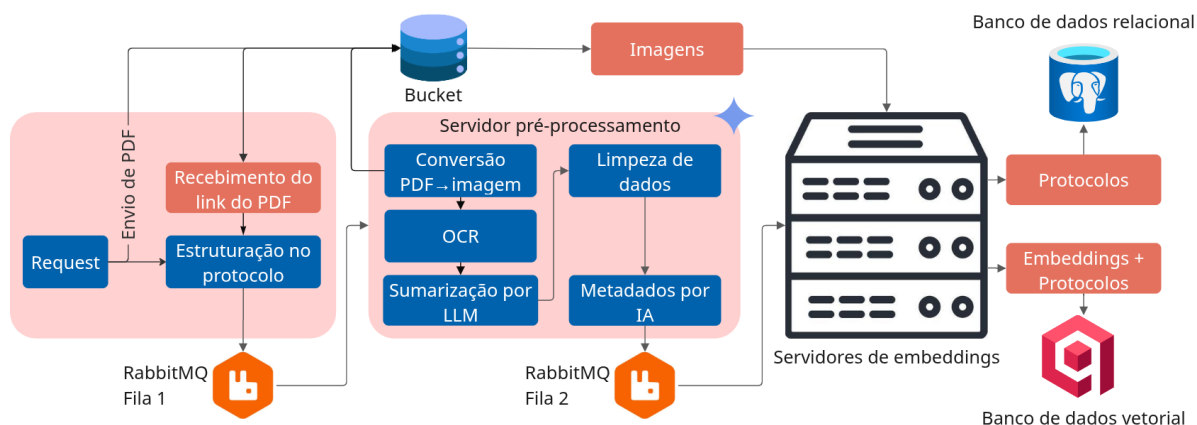 Banco de dados relacional
Imagens
Bucket
Servidor pré-processamento
Envio de PDF
Recebimento do
link do PDF
Request
Estruturação no
protocolo
Conversão
PDF→imagem
OCR
Sumarização por
LLM
Limpeza de
dados
Metadados por
IA
Protocolos
Embeddings +
Protocolos
Servidores de embeddings
RabbitMQ
Fila 1
RabbitMQ
Fila 2
Banco de dados vetorial